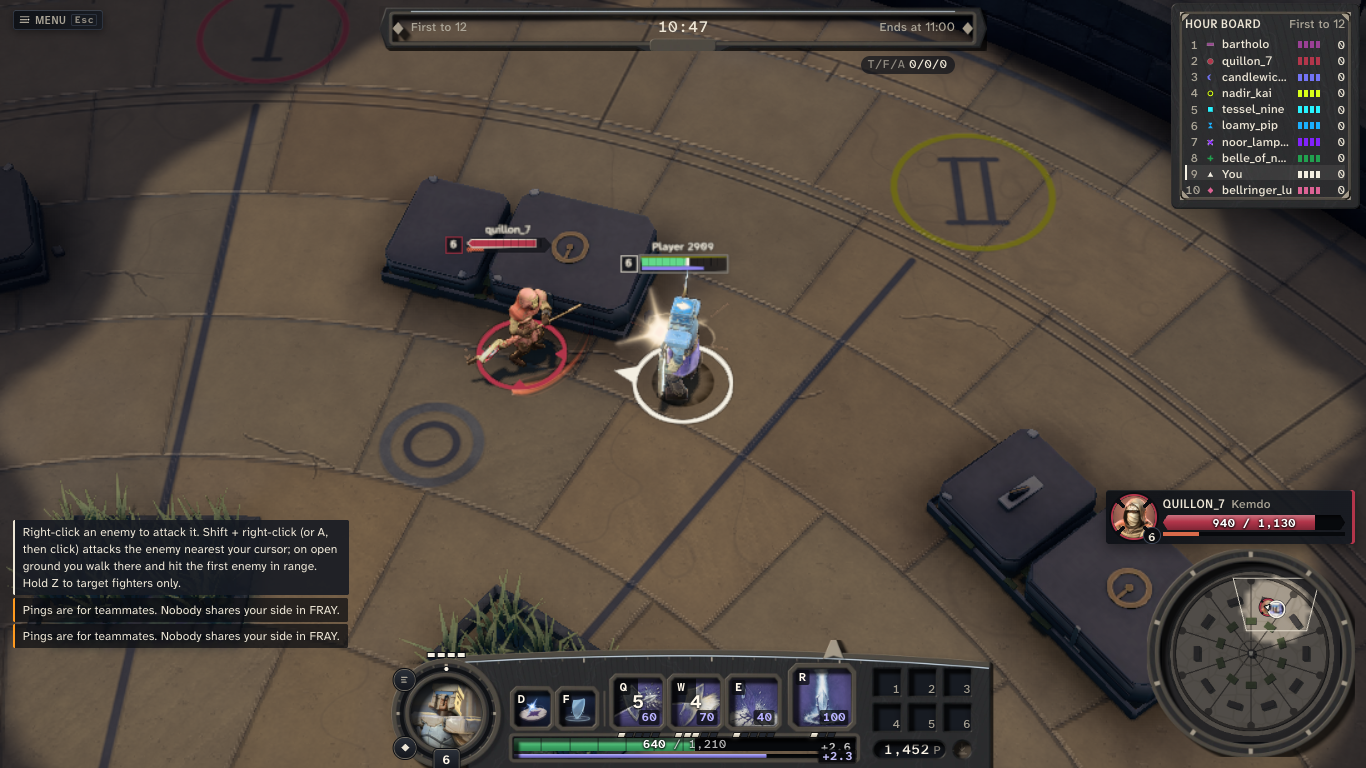 MENU Esc
First to 12
10:47
Ends at 11:00
T/F/A 0/0/0
HOUR BOARD First to 12
1 bartholo 0
2 quillon_7 0
3 candlewic... 0
4 nadir_kai 0
5 tessel_nine 0
6 loamy_pip 0
7 noor_lamp... 0
8 belle_of_n... 0
9 You 0
10 bellringer_lu 0
I
II
quillon_7
6
Player 2909
6
QUILLON_7 Kemdo
940 / 1,130
6
Right-click an enemy to attack it. Shift + right-click (or A,
then click) attacks the enemy nearest your cursor; on open
ground you walk there and hit the first enemy in range.
Hold Z to target fighters only.
Pings are for teammates. Nobody shares your side in FRAY.
Pings are for teammates. Nobody shares your side in FRAY.
D F Q W E R
5 4
60 70 40 100
1 2 3
4 5 6
640 / 1,210
+2.6
+2.3
6
1,452 P